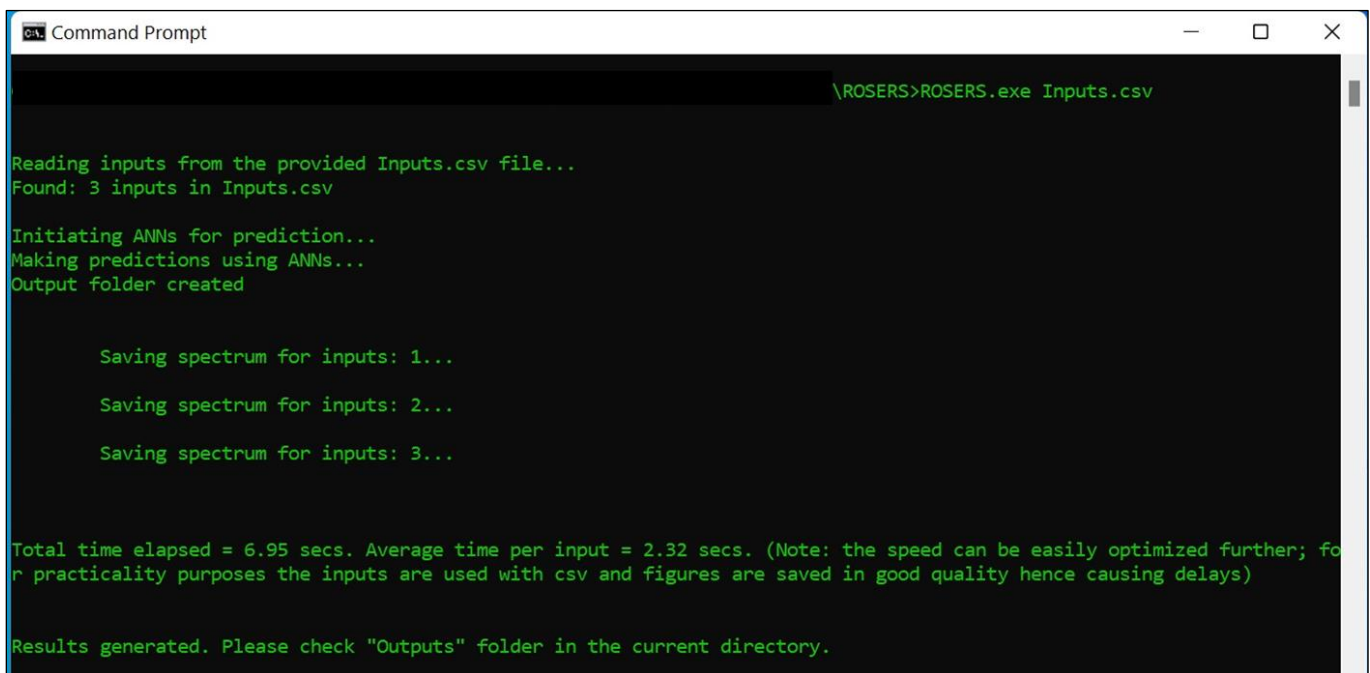 Command Prompt
\ROSERS>ROSERS.exe Inputs.csv
Reading inputs from the provided Inputs.csv file...
Found: 3 inputs in Inputs.csv
Initiating ANNs for prediction...
Making predictions using ANNs...
Output folder created
Saving spectrum for inputs: 1...
Saving spectrum for inputs: 2...
Saving spectrum for inputs: 3...
Total time elapsed = 6.95 secs. Average time per input = 2.32 secs. (Note: the speed can be easily optimized further; fo
r practicality purposes the inputs are used with csv and figures are saved in good quality hence causing delays)
Results generated. Please check "Outputs" folder in the current directory.